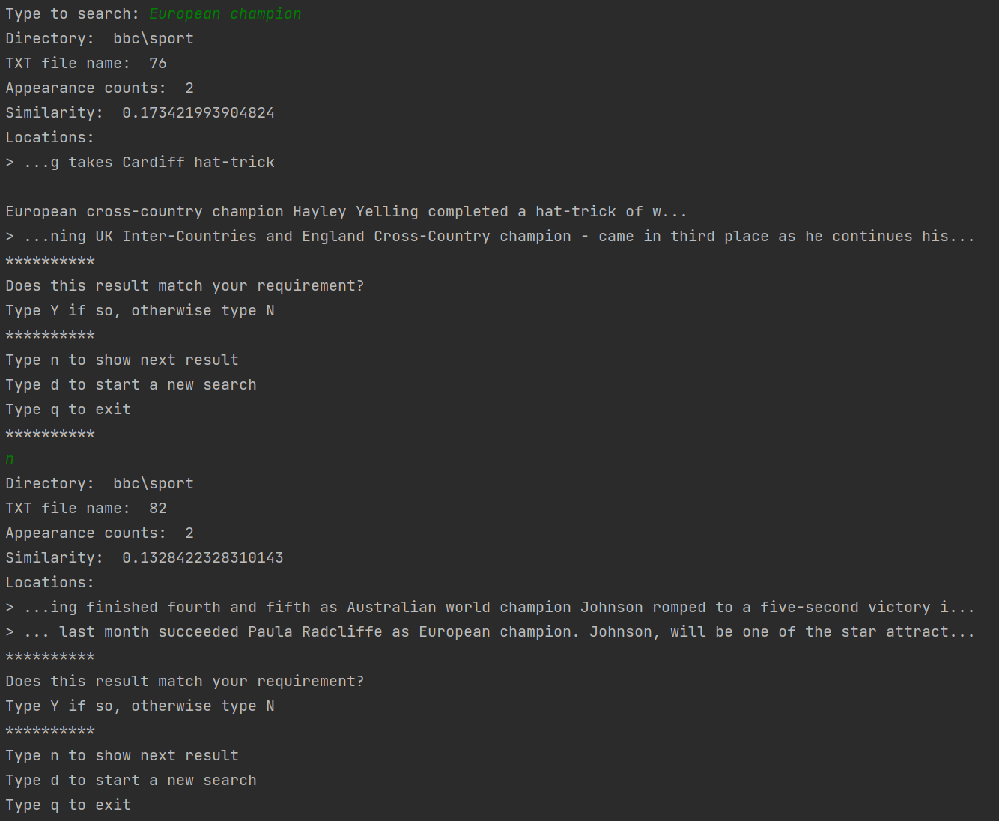 Type to search: European champion
Directory:  bbc\sport
TXT file name:  76
Appearance counts:  2
Similarity:  0.173421993904824
Locations:
> ...g takes Cardiff hat-trick

European cross-country champion Hayley Yelling completed a hat-trick of w...
> ...ning UK Inter-Countries and England Cross-Country champion - came in third place as he continues his...
**********
Does this result match your requirement?
Type Y if so, otherwise type N
**********
Type n to show next result
Type d to start a new search
Type q to exit
**********
n
Directory:  bbc\sport
TXT file name:  82
Appearance counts:  2
Similarity:  0.1328422328310143
Locations:
> ...ing finished fourth and fifth as Australian world champion Johnson romped to a five-second victory i...
> ... last month succeeded Paula Radcliffe as European champion. Johnson, will be one of the star attract...
**********
Does this result match your requirement?
Type Y if so, otherwise type N
**********
Type n to show next result
Type d to start a new search
Type q to exit